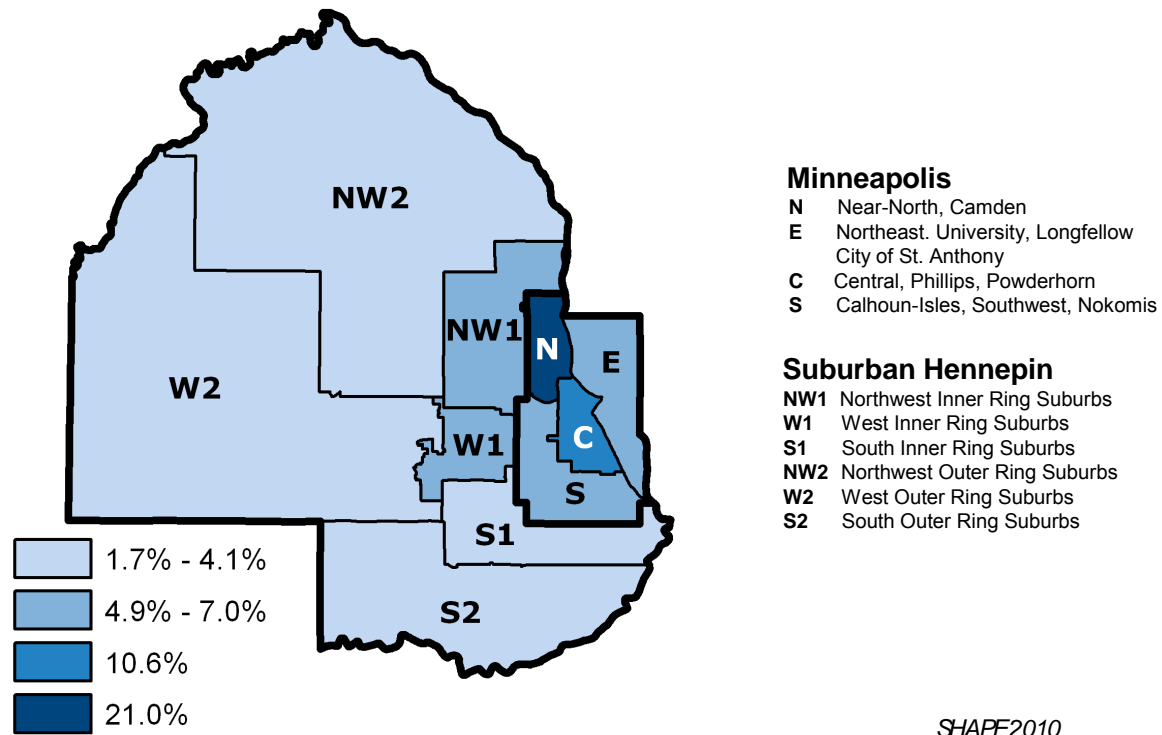 NW2
NW1
N
E
W2
W1
C
S
S1
S2
1.7% - 4.1%
4.9% - 7.0%
10.6%
21.0%
Minneapolis
N Near-North, Camden
E Northeast. University, Longfellow
City of St. Anthony
C Central, Phillips, Powderhorn
S Calhoun-Isles, Southwest, Nokomis
Suburban Hennepin
NW1 Northwest Inner Ring Suburbs
W1 West Inner Ring Suburbs
S1 South Inner Ring Suburbs
NW2 Northwest Outer Ring Suburbs
W2 West Outer Ring Suburbs
S2 South Outer Ring Suburbs
SHAPE2010